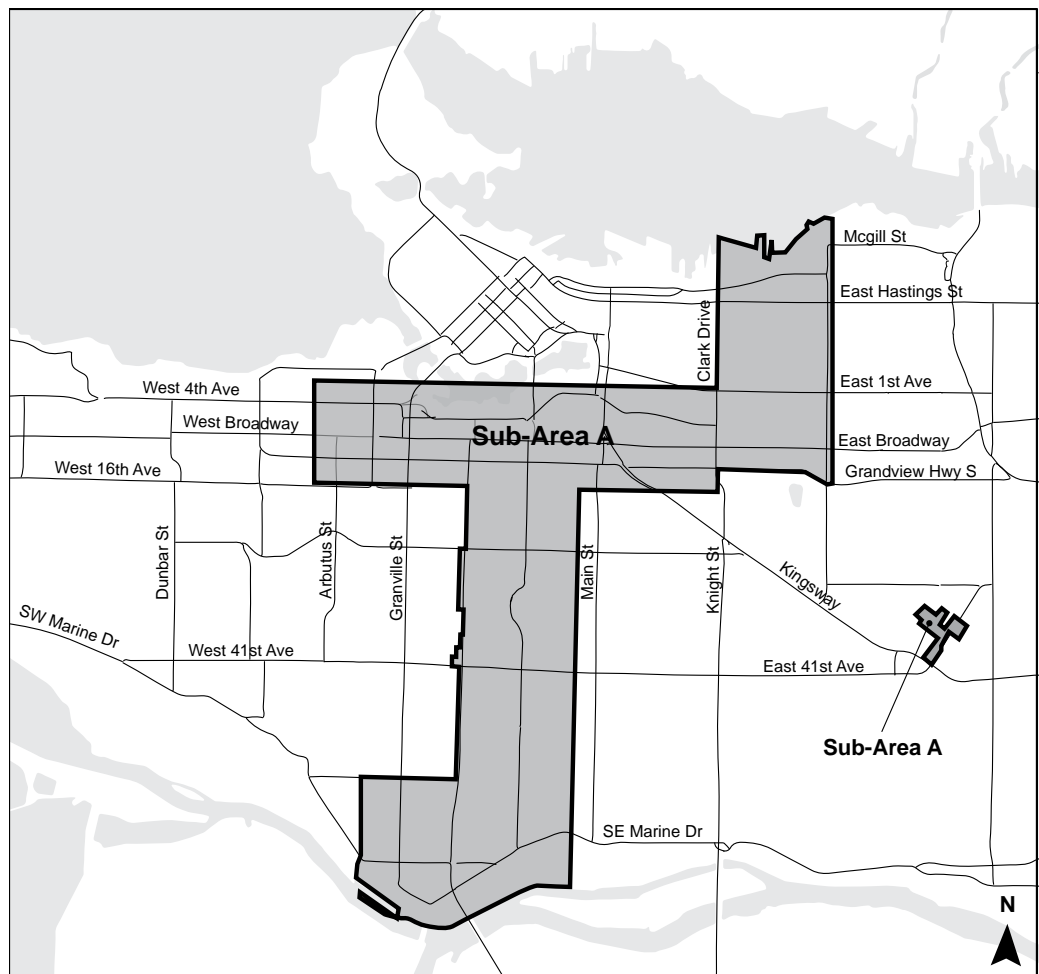 Mcgill St
East Hastings St
Clark Drive
West 4th Ave
East 1st Ave
West Broadway
Sub-Area A
East Broadway
West 16th Ave
Grandview Hwy S
Dunbar St
Arbutus St
Granville St
Main St
Knight St
Kingsway
SW Marine Dr
West 41st Ave
East 41st Ave
Sub-Area A
SE Marine Dr
N